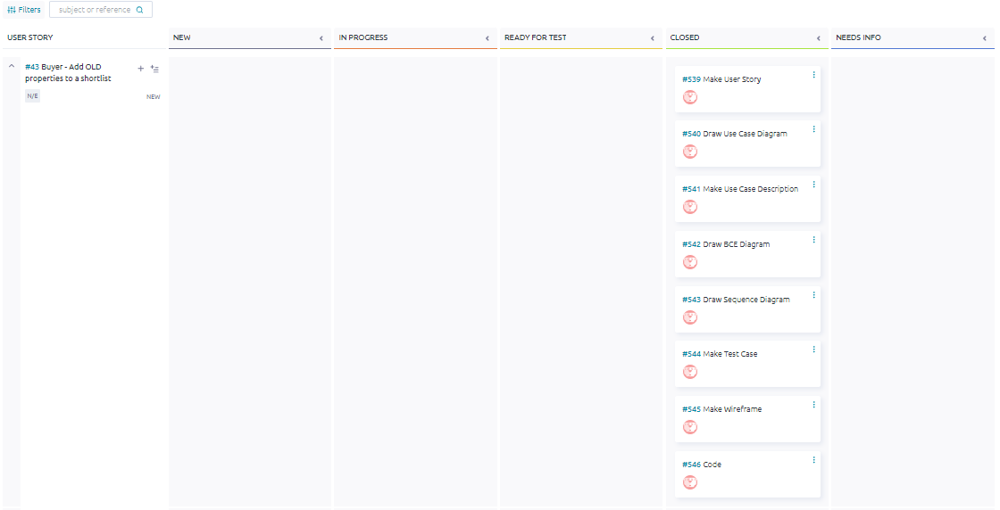 Filters
subject or reference
USER STORY
NEW
IN PROGRESS
READY FOR TEST
CLOSED
NEEDS INFO
#43 Buyer - Add OLD
properties to a shortlist
N/E
NEW
#539 Make User Story
#540 Draw Use Case Diagram
#541 Make Use Case Description
#542 Draw BCE Diagram
#543 Draw Sequence Diagram
#544 Make Test Case
#545 Make Wireframe
#546 Code